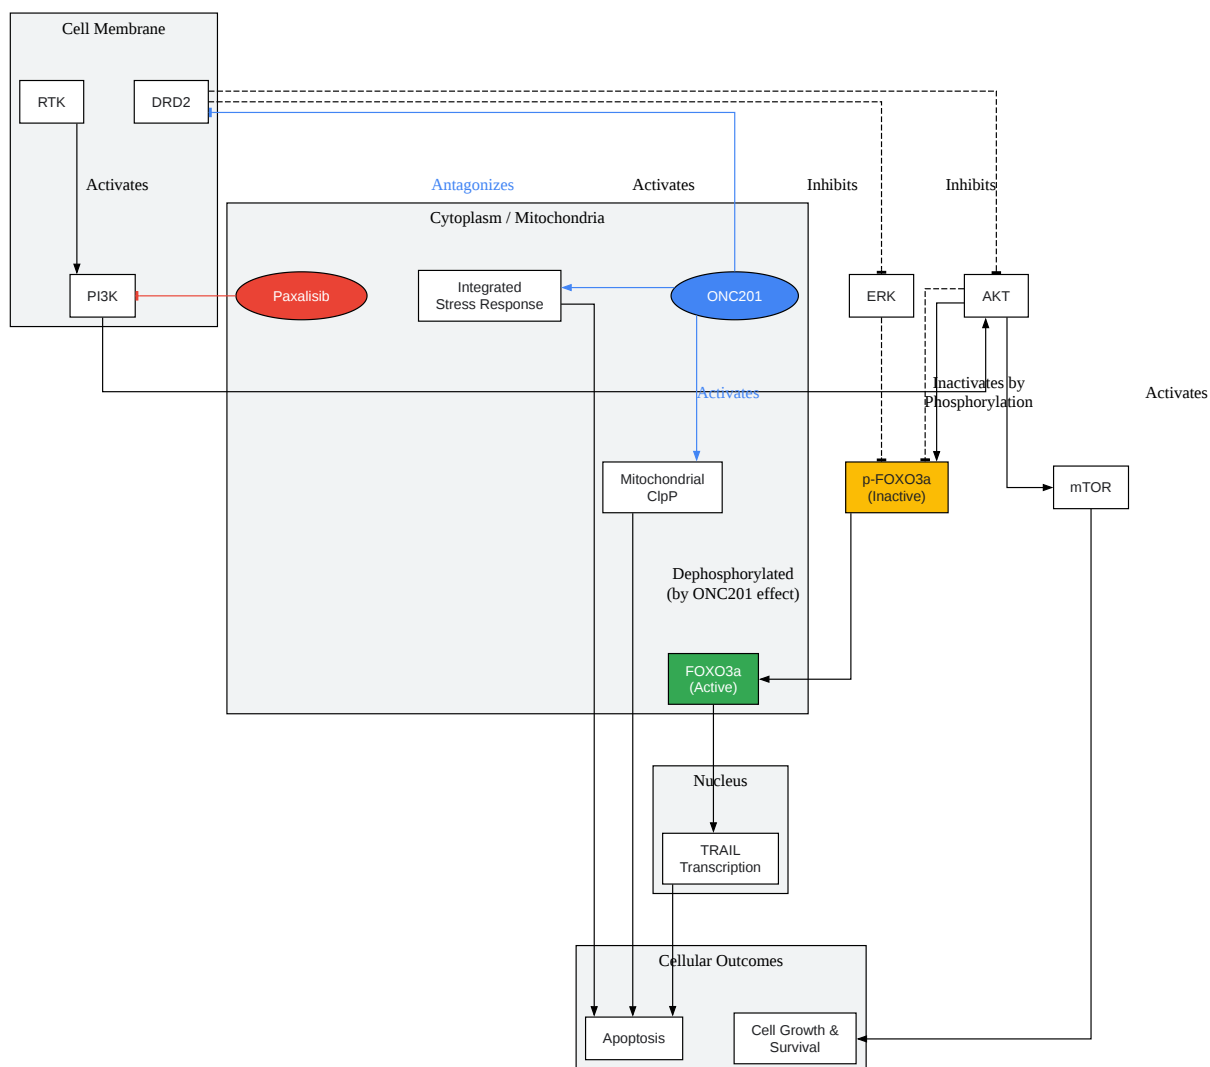 Cell Membrane
RTK
DRD2
Activates
Antagonizes
Activates
Inhibits
Inhibits
Cytoplasm / Mitochondria
PI3K
Paxalisib
Integrated
Stress Response
ONC201
ERK
AKT
Activates
Inactivates by
Phosphorylation
Activates
Mitochondrial
ClpP
p-FOXO3a
(Inactive)
mTOR
Dephosphorylated
(by ONC201 effect)
FOXO3a
(Active)
Nucleus
TRAIL
Transcription
Cellular Outcomes
Apoptosis
Cell Growth &
Survival